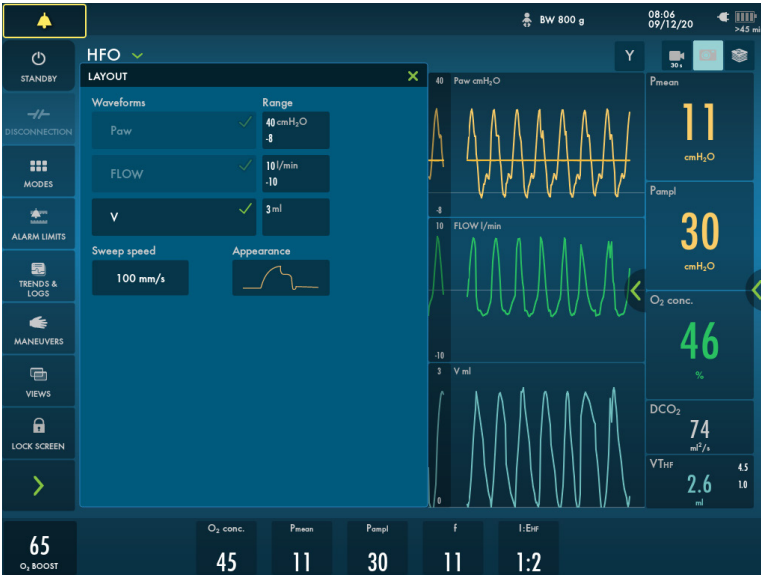 BW 800 g
08:06
09/12/20
>45 mi
STANDBY
HFO
Y
30 s
LAYOUT
DISCONNECTION
MODES
ALARM LIMITS
TRENDS &
LOGS
MANEUVERS
VIEWS
LOCK SCREEN
Waveforms
Range
Paw
40 cmH₂O
-8
FLOW
10 l/min
-10
V
3 ml
Sweep speed
Appearance
100 mm/s
40 Paw cmH₂O
-8
10 FLOW l/min
-10
3 V ml
0
Pmean
11
cmH₂O
Pampl
30
cmH₂O
O₂ conc.
46
%
DCO₂
74
ml²/s
VTHF
4.5
2.6
1.0
ml
65
O₂ BOOST
O₂ conc.
45
Pmean
11
Pampl
30
f
11
I:EHF
1:2